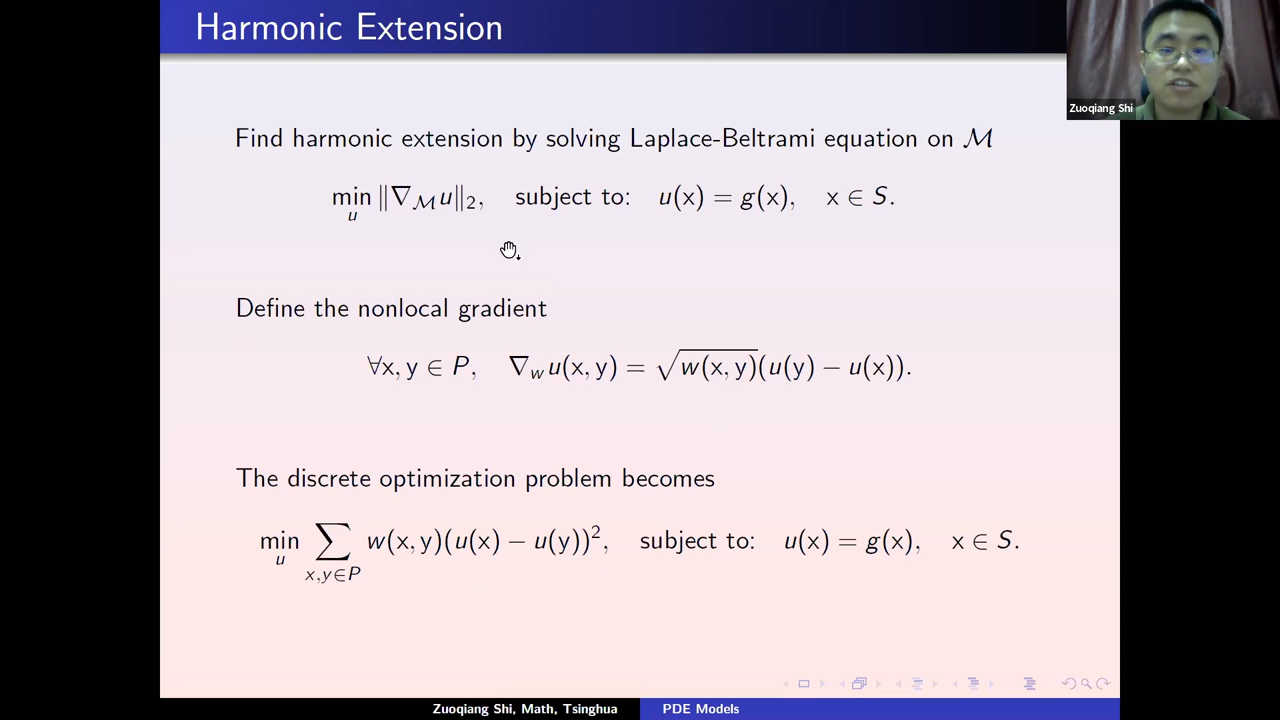 Harmonic Extension
Zuoqiang Shi
Find harmonic extension by solving Laplace-Beltrami equation on ℳ
min_u ‖∇_ℳ u‖₂, subject to: u(x) = g(x), x ∈ S.
Define the nonlocal gradient
∀x, y ∈ P, ∇_w u(x, y) = √w(x, y)(u(y) − u(x)).
The discrete optimization problem becomes
min_u ∑_{x,y∈P} w(x, y)(u(x) − u(y))², subject to: u(x) = g(x), x ∈ S.
Zuoqiang Shi, Math, Tsinghua
PDE Models